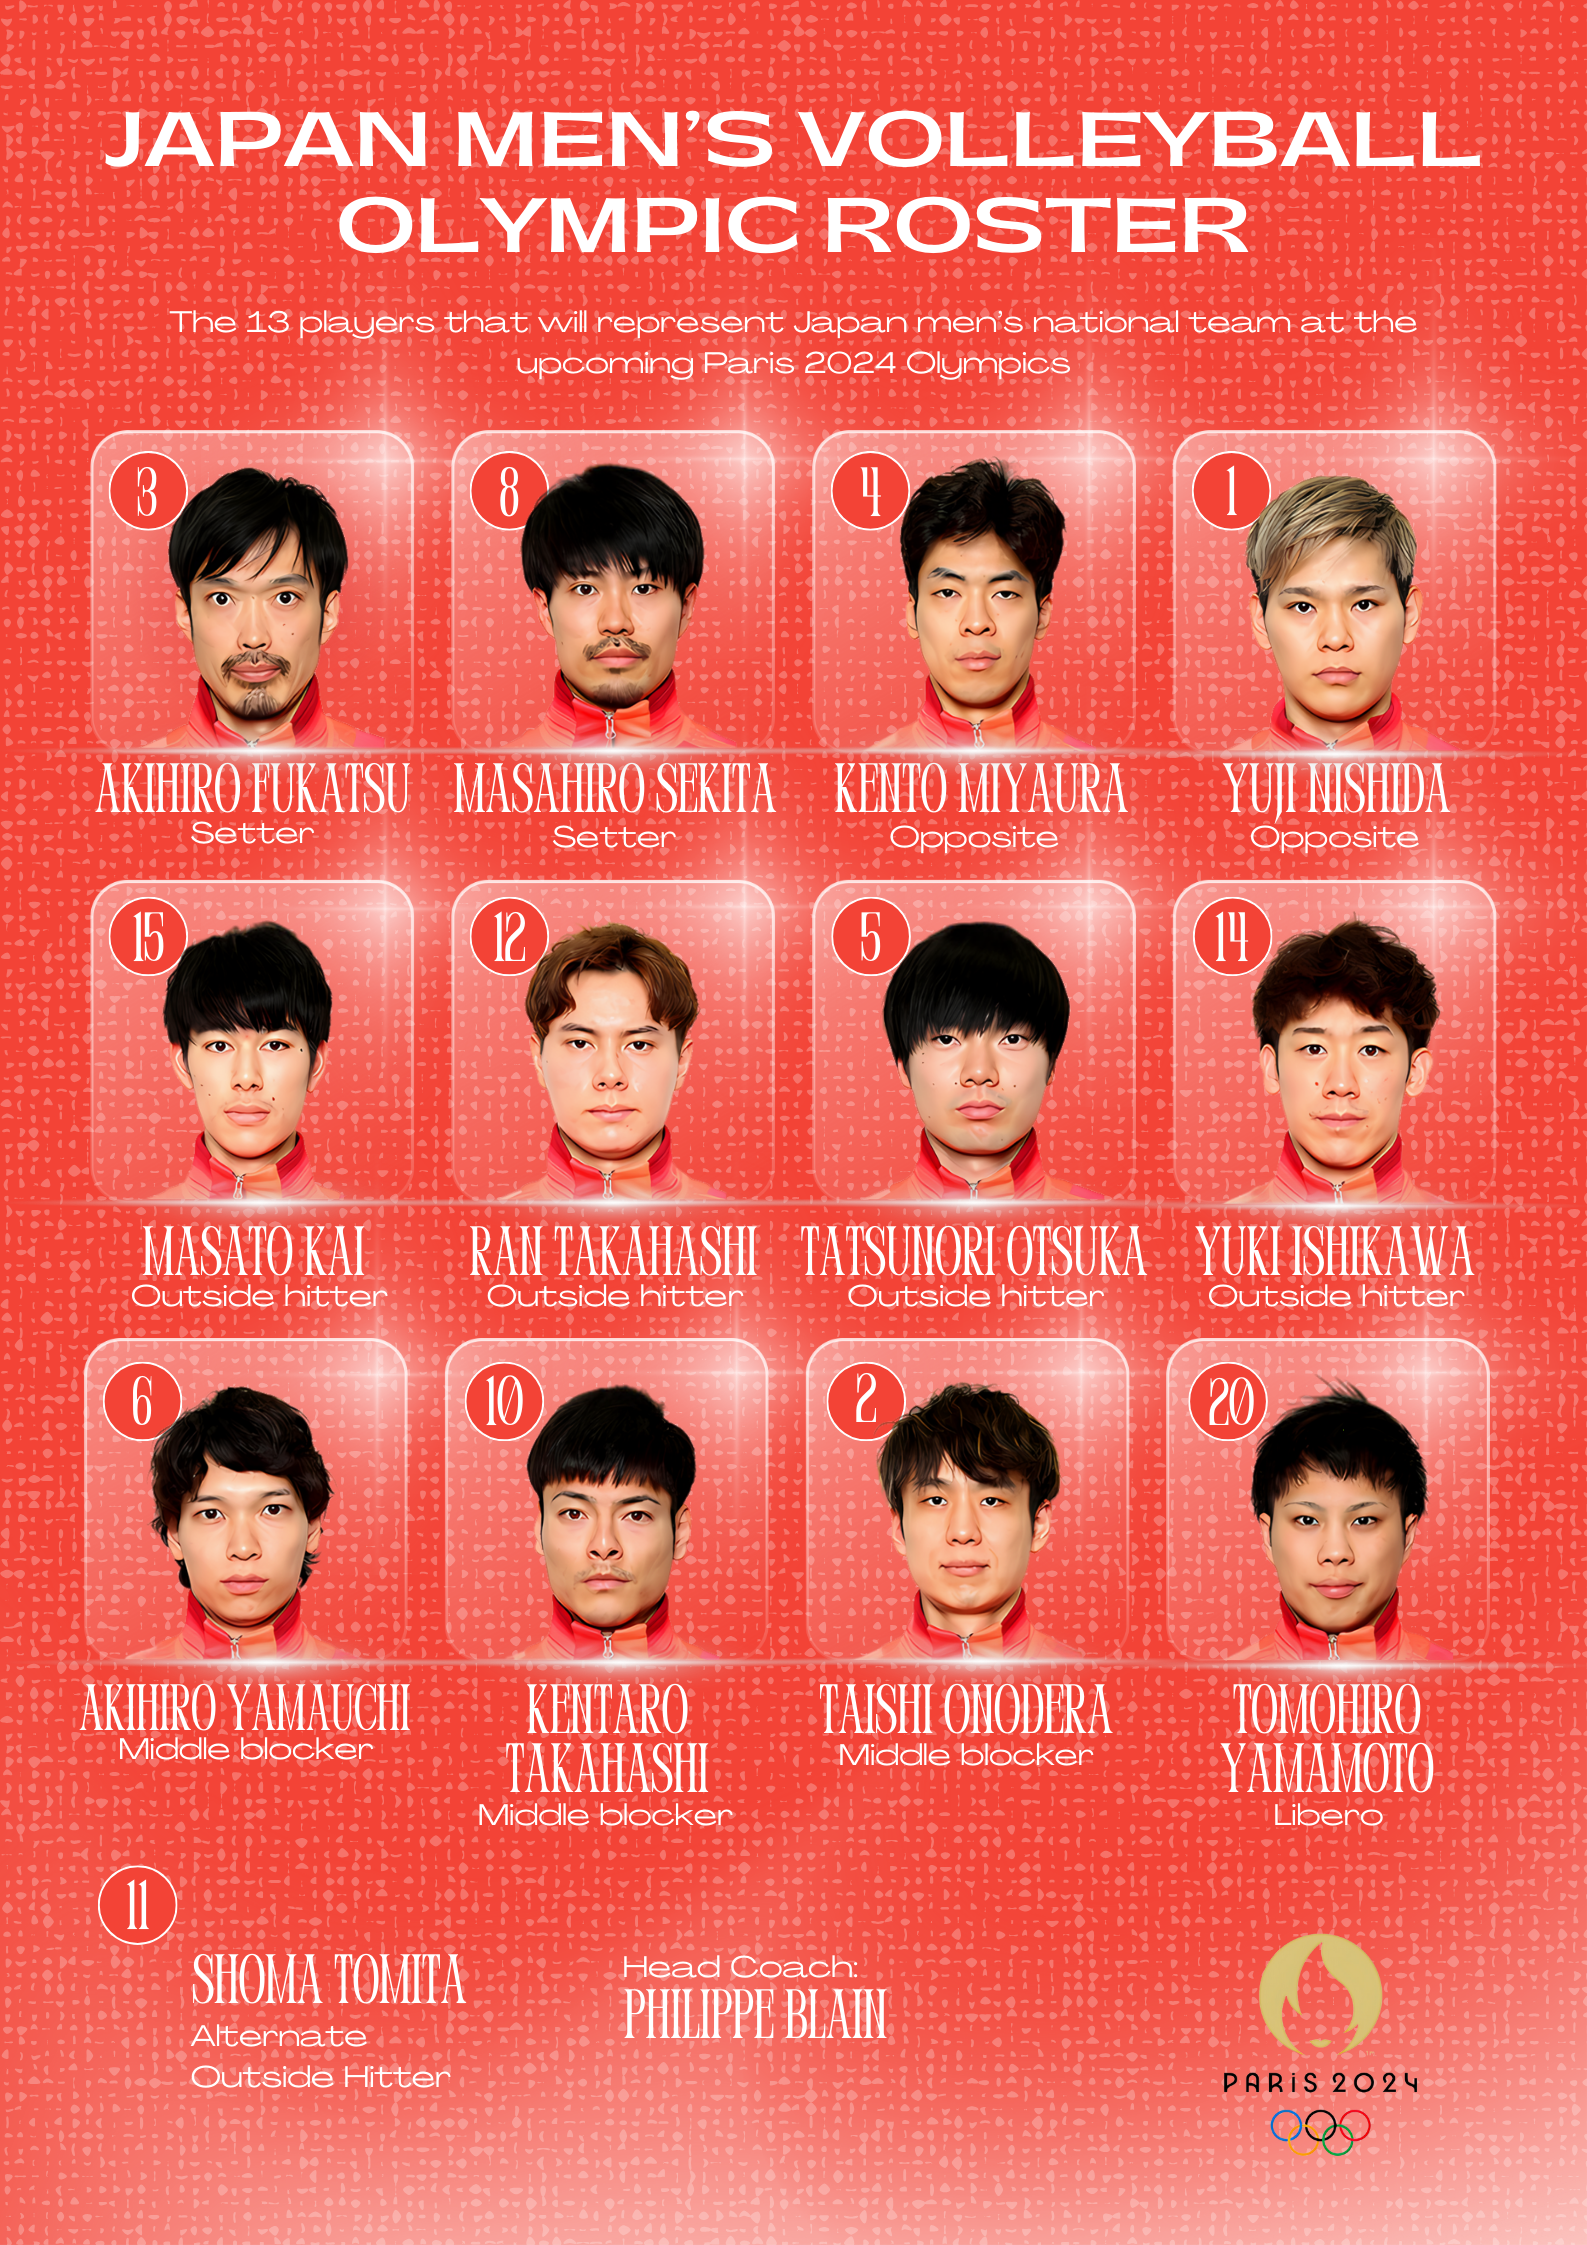 JAPAN MEN'S VOLLEYBALL
OLYMPIC ROSTER
The 13 players that will represent Japan men's national team at the
upcoming Paris 2024 Olympics
3
AKIHIRO FUKATSU
Setter
8
MASAHIRO SEKITA
Setter
4
KENTO MIYAURA
Opposite
1
YUJI NISHIDA
Opposite
15
MASATO KAI
Outside hitter
12
RAN TAKAHASHI
Outside hitter
5
TATSUNORI OTSUKA
Outside hitter
14
YUKI ISHIKAWA
Outside hitter
6
AKIHIRO YAMAUCHI
Middle blocker
10
KENTARO
TAKAHASHI
Middle blocker
2
TAISHI ONODERA
Middle blocker
20
TOMOHIRO
YAMAMOTO
Libero
11
SHOMA TOMITA
Alternate
Outside Hitter
Head Coach:
PHILIPPE BLAIN
PARIS 2024